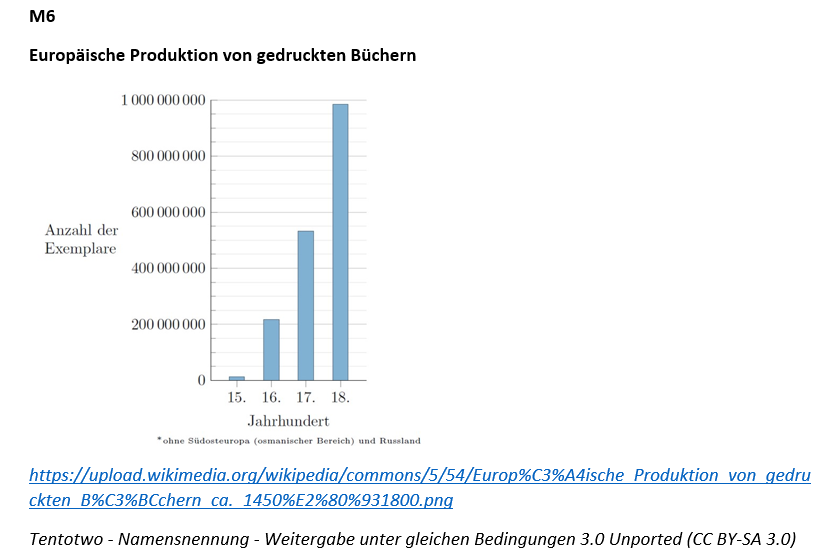 M6
Europäische Produktion von gedruckten Büchern
1 000 000 000
800 000 000
600 000 000
Anzahl der
Exemplare
400 000 000
200 000 000
0
15. 16. 17. 18.
Jahrhundert
*ohne Südosteuropa (osmanischer Bereich) und Russland
https://upload.wikimedia.org/wikipedia/commons/5/54/Europ%C3%A4ische_Produktion_von_gedru
ckten_B%C3%BCchern_ca._1450%E2%80%931800.png
Tentotwo - Namensnennung - Weitergabe unter gleichen Bedingungen 3.0 Unported (CC BY-SA 3.0)